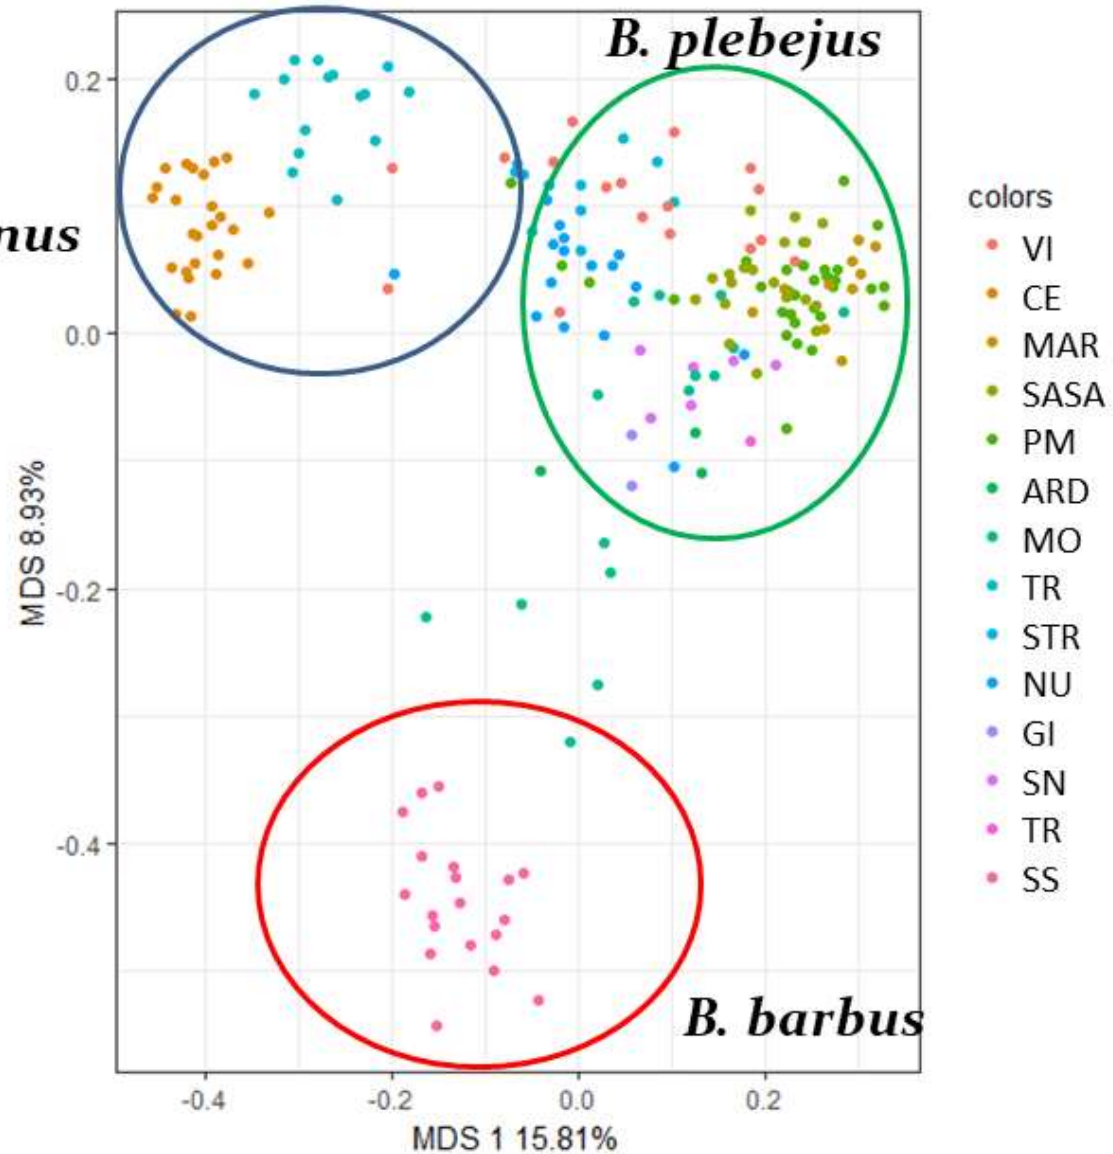 B. plebejus
nus
0.2
0.0
-0.2
-0.4
MDS 8.93%
B. barbus
-0.4
-0.2
0.0
0.2
MDS 1 15.81%
colors
VI
CE
MAR
SASA
PM
ARD
MO
TR
STR
NU
GI
SN
TR
SS